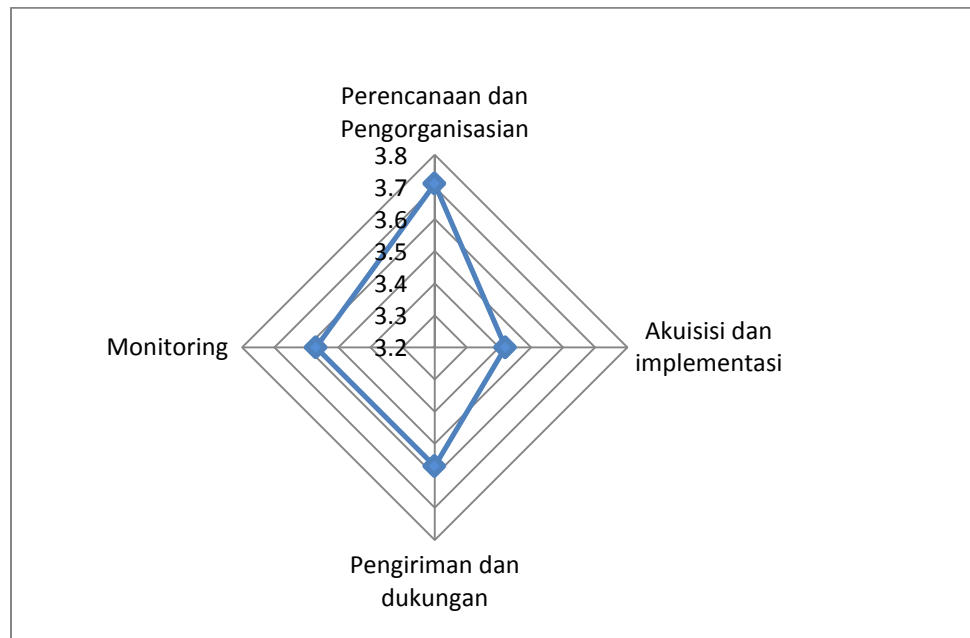 Perencanaan dan
Pengorganisasian
3.8
3.7
3.6
3.5
3.4
3.3
3.2
Monitoring
Akuisisi dan
implementasi
Pengiriman dan
dukungan